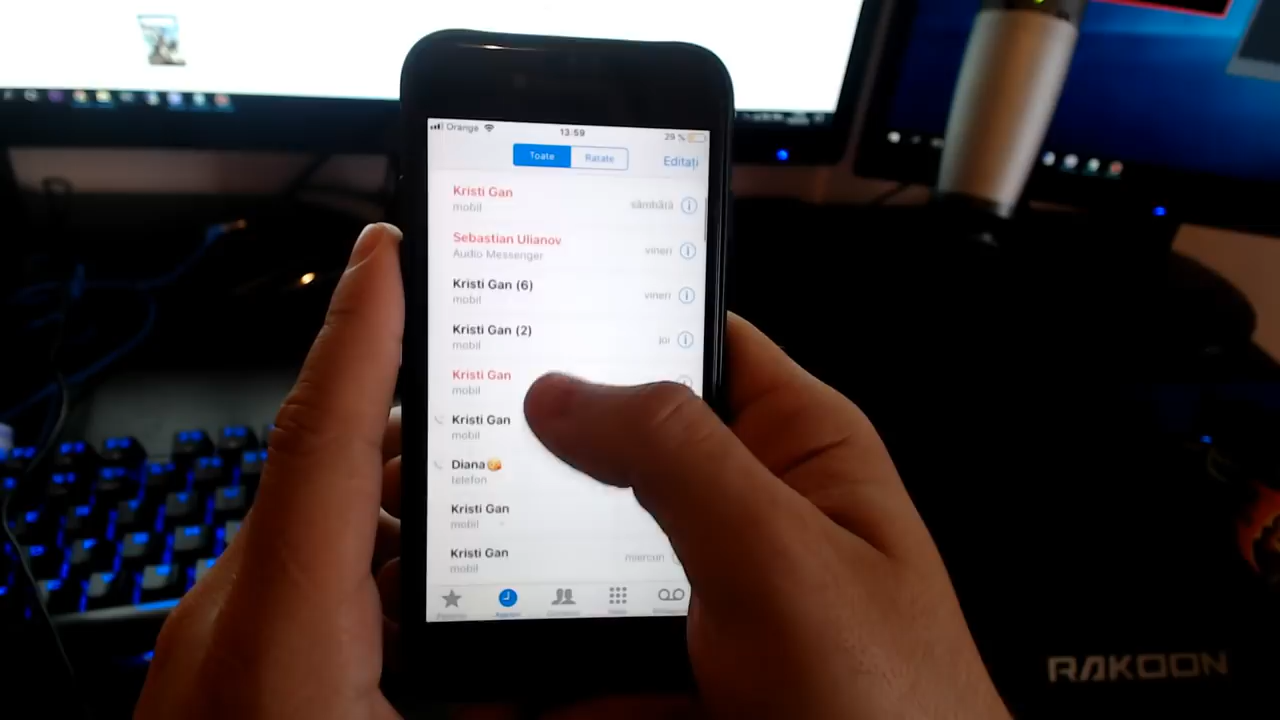 Orange
13:59
29 %
Toate
Ratate
Editați
Kristi Gan
mobil
sâmbătă
Sebastian Ulianov
Audio Messenger
vineri
Kristi Gan (6)
mobil
vineri
Kristi Gan (2)
mobil
joi
Kristi Gan
mobil
Kristi Gan
mobil
Diana
telefon
Kristi Gan
mobil
Kristi Gan
mobil
miercuri
RAKOON